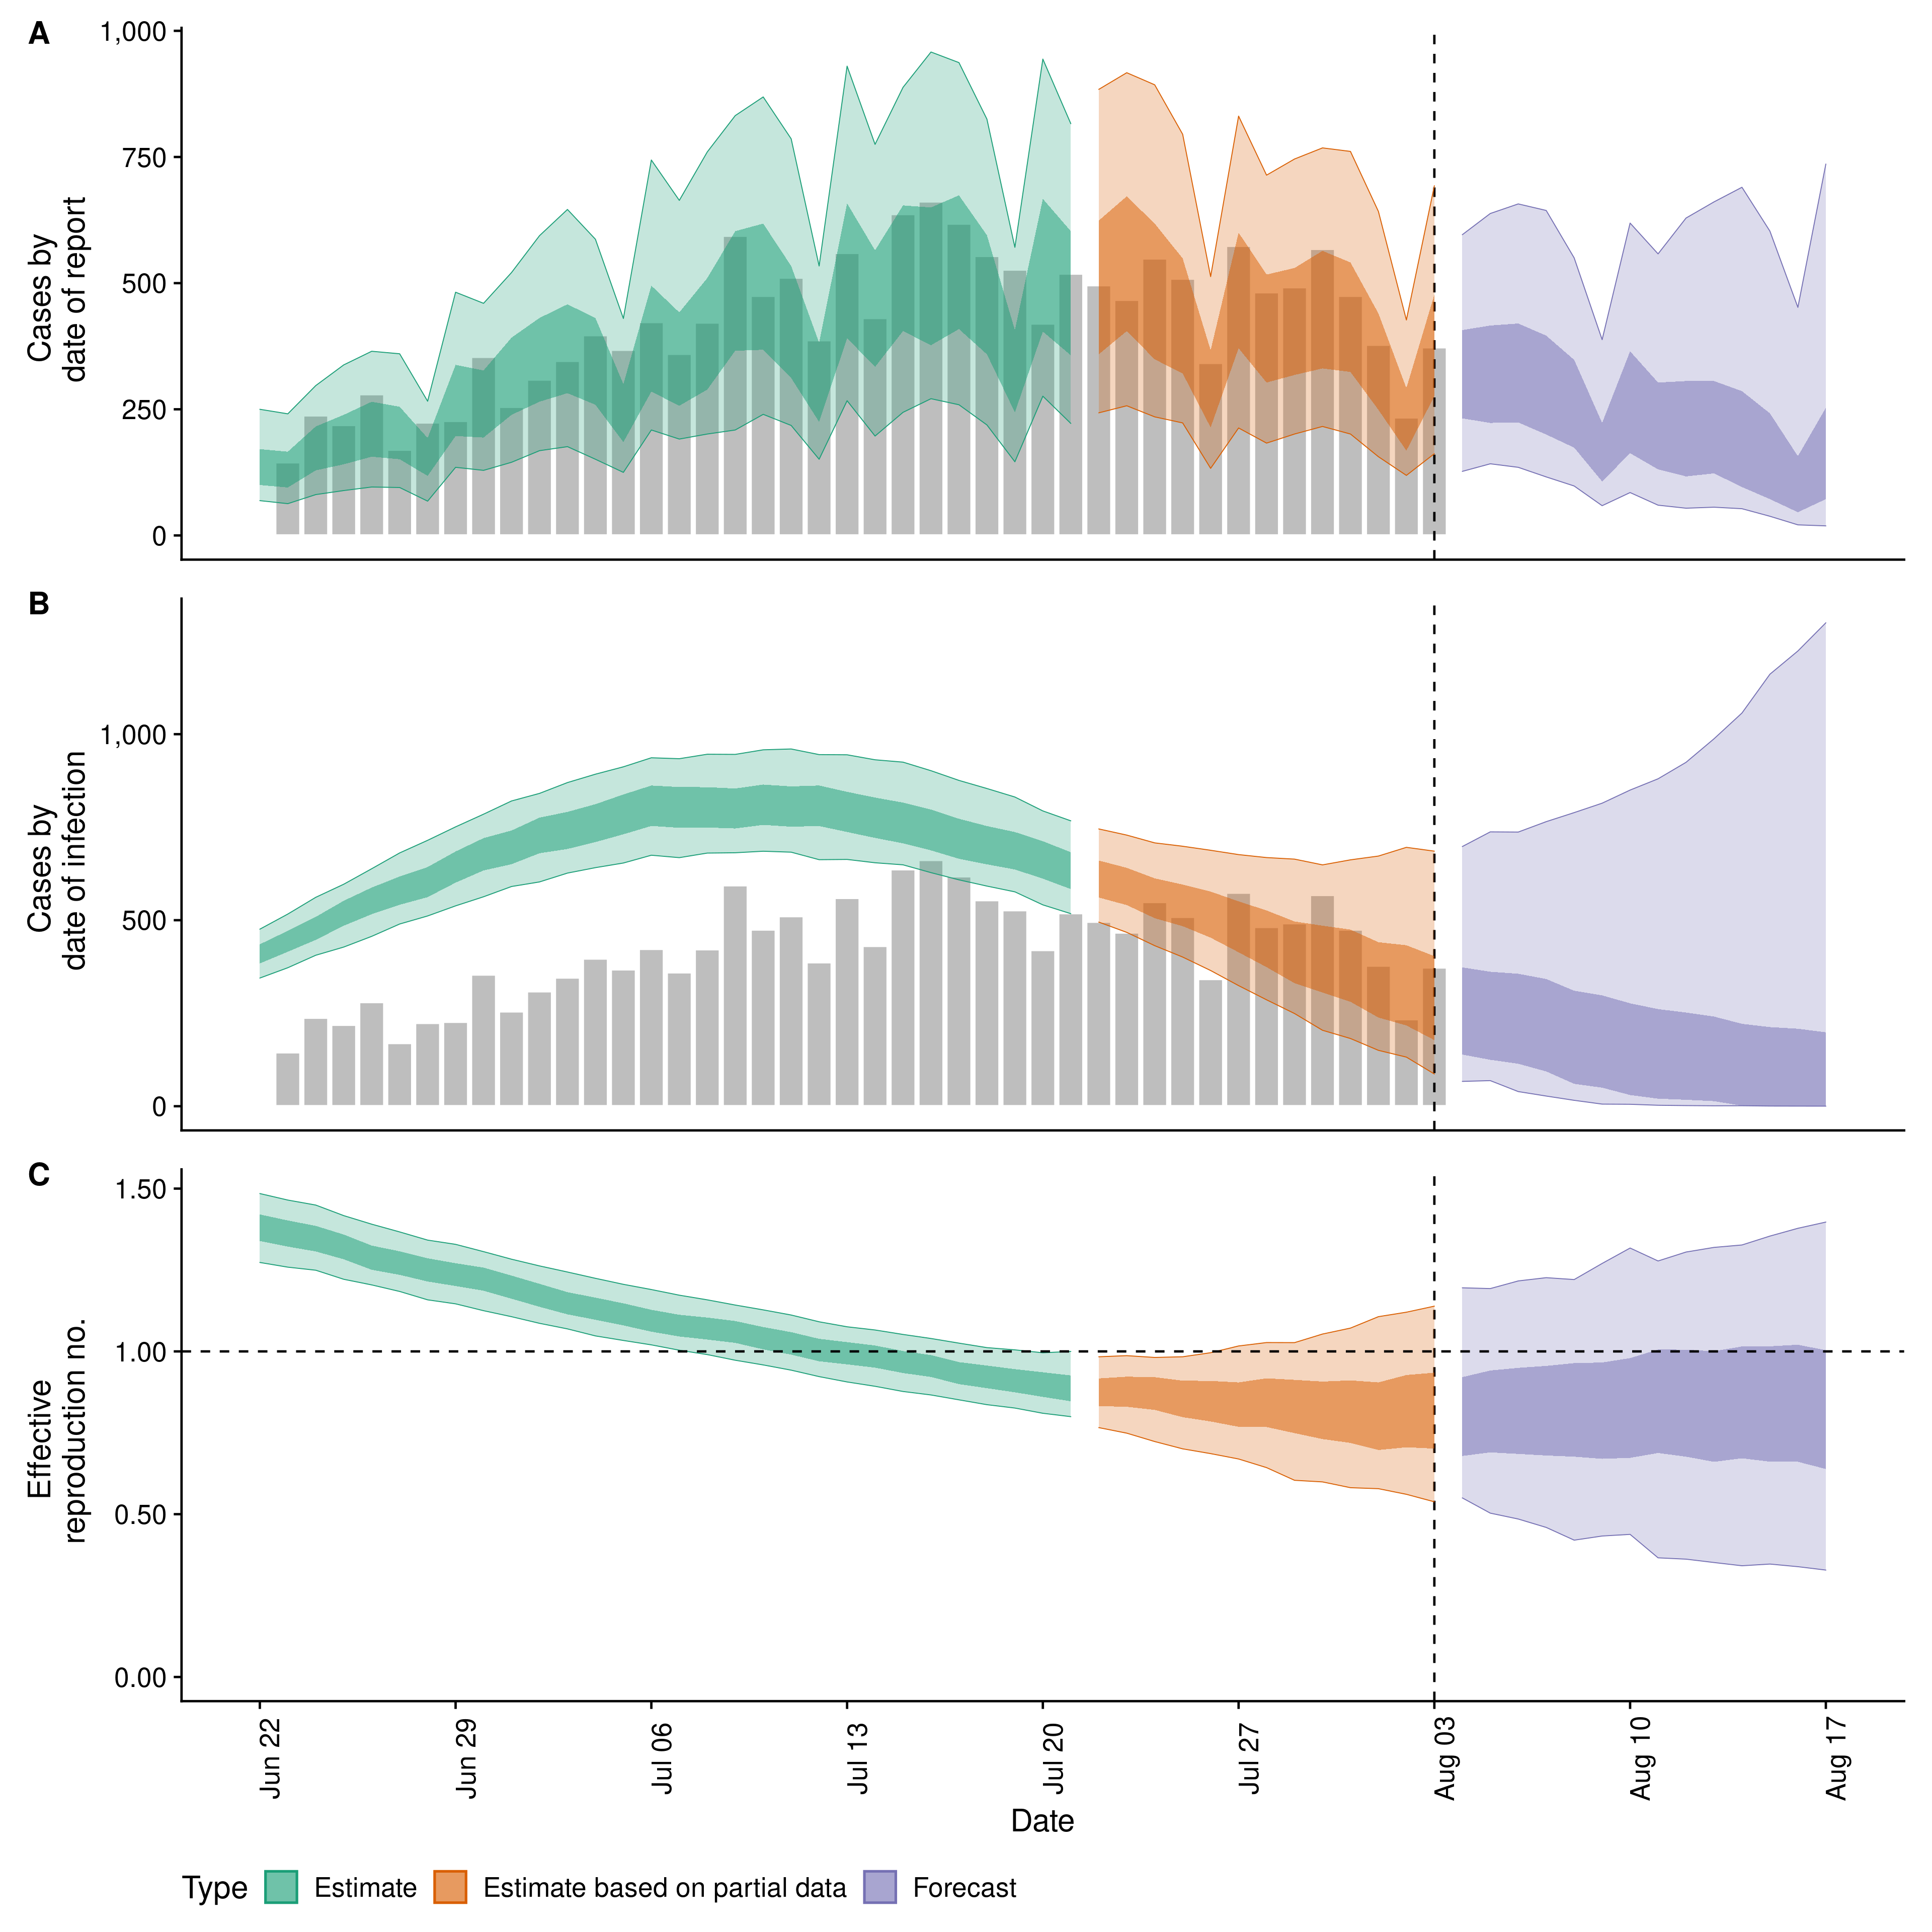 A
1,000
750
500
250
0
Cases by
date of report
B
1,000
500
0
Cases by
date of infection
C
1.50
1.00
0.50
0.00
Effective
reproduction no.
Jun 22
Jun 29
Jul 06
Jul 13
Jul 20
Jul 27
Aug 03
Aug 10
Aug 17
Date
Type Estimate Estimate based on partial data Forecast